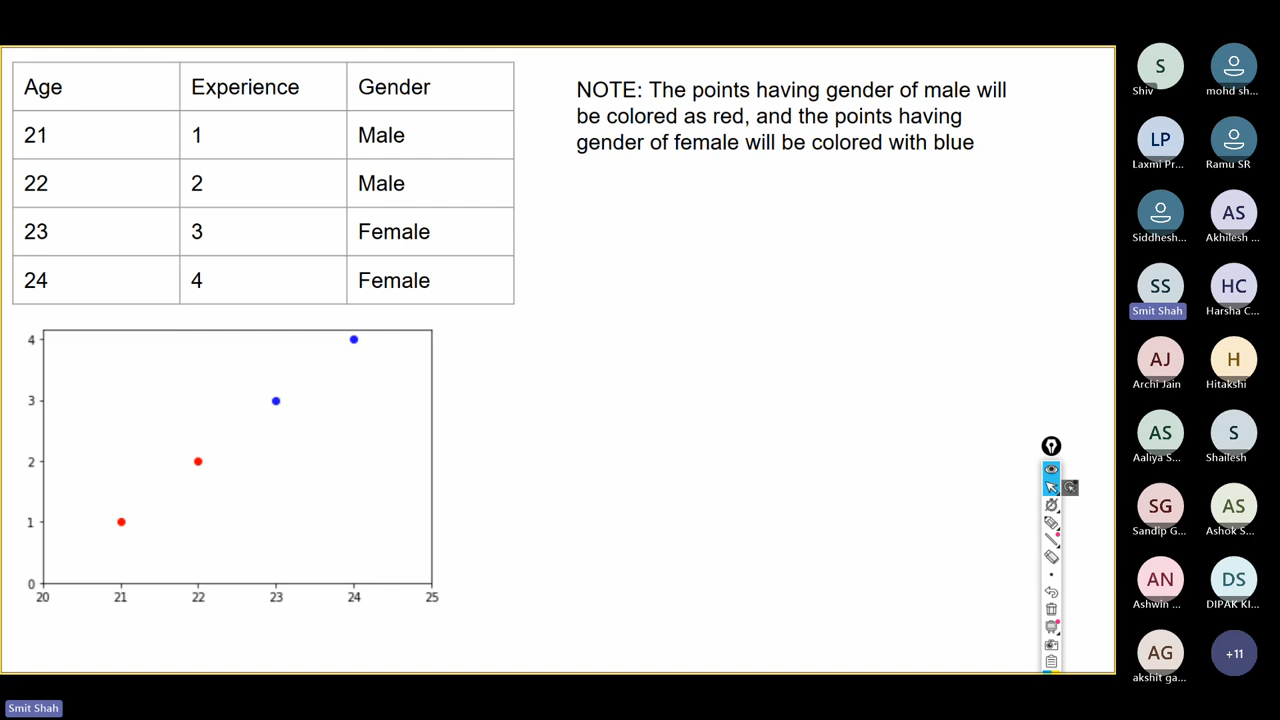 Age Experience Gender
21 1 Male
22 2 Male
23 3 Female
24 4 Female
NOTE: The points having gender of male will
be colored as red, and the points having
gender of female will be colored with blue
4
3
2
1
0
20 21 22 23 24 25
S
Shiv
mohd sh...
LP
Laxmi Pr...
Ramu SR
Siddhesh...
AS
Akhilesh ...
SS
Smit Shah
HC
Harsha C...
AJ
Archi Jain
H
Hitakshi
AS
Aaliya S...
S
Shailesh
SG
Sandip G...
AS
Ashok S...
AN
Ashwin ...
DS
DIPAK KI...
AG
akshit ga...
+11
Smit Shah